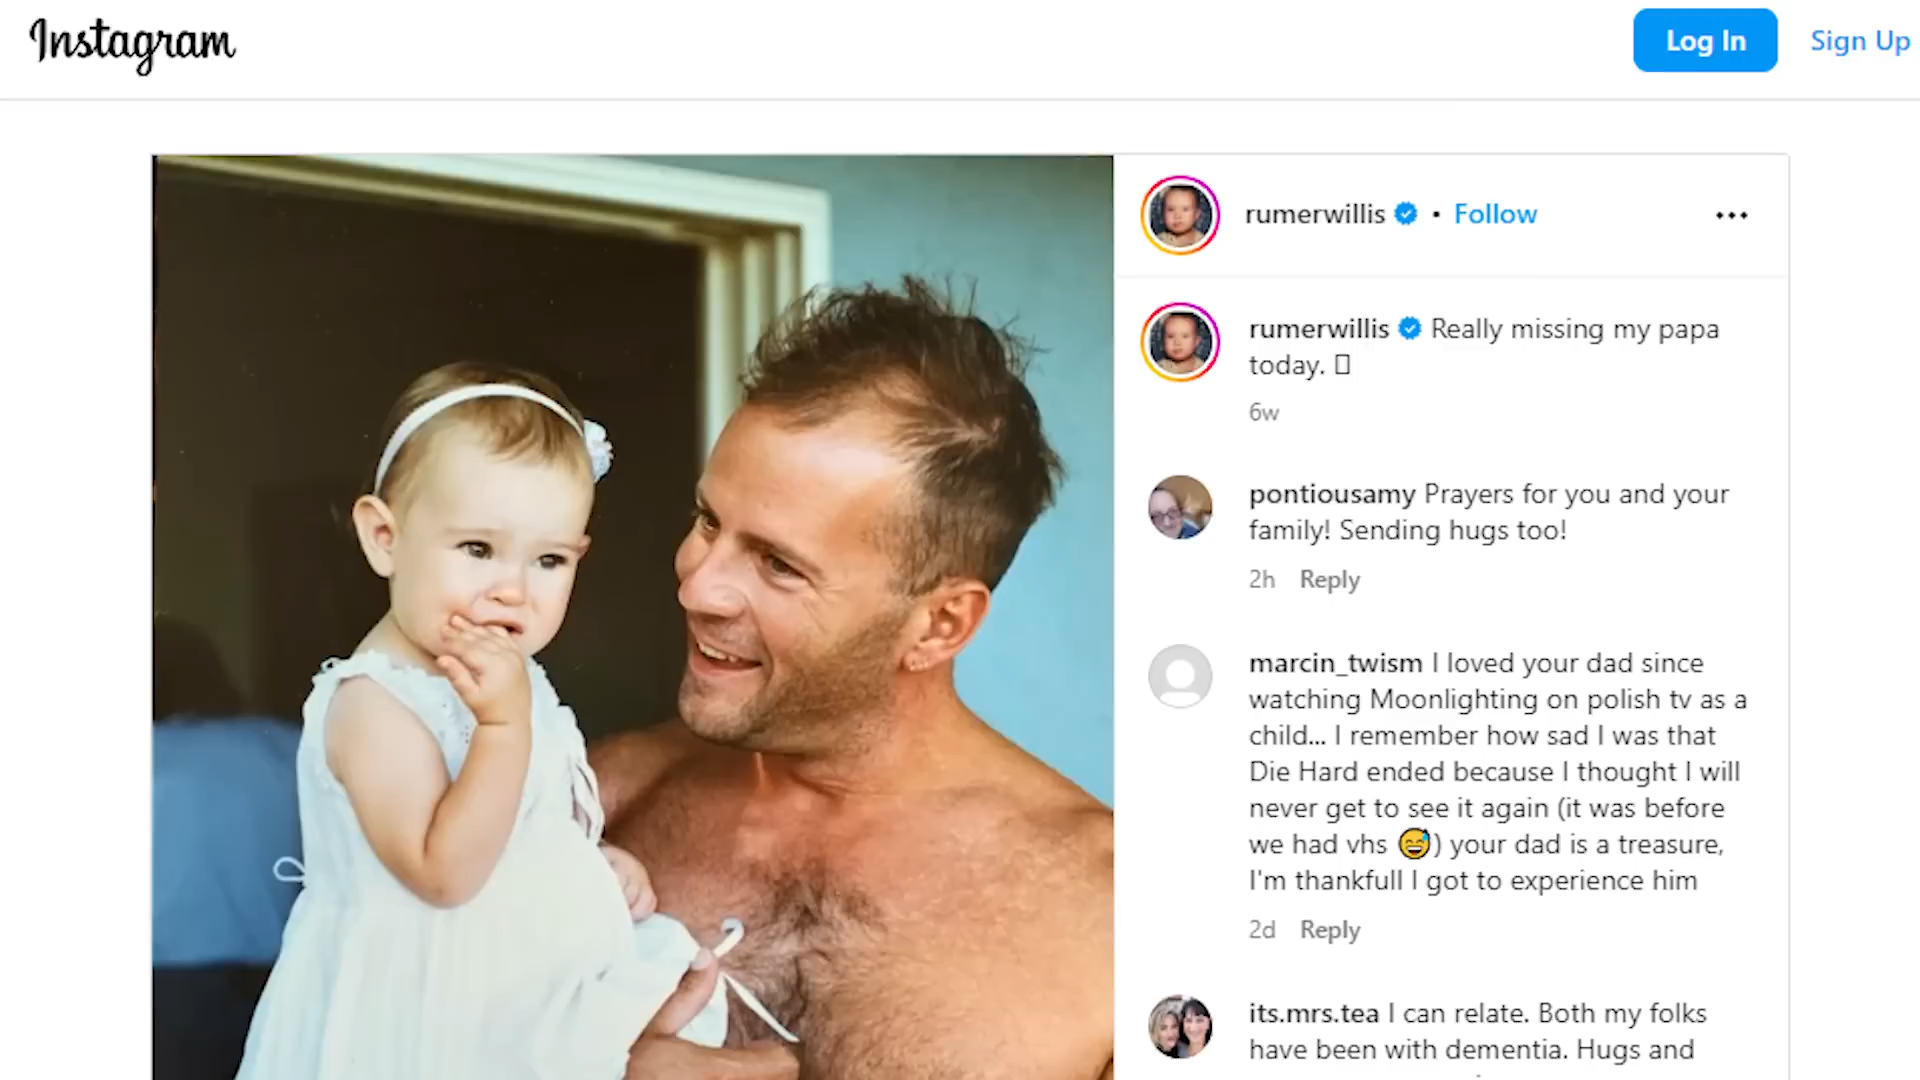 Instagram
Log In
Sign Up
rumerwillis • Follow
rumerwillis Really missing my papa
today.
6w
pontiousamy Prayers for you and your
family! Sending hugs too!
2h Reply
marcin_twism I loved your dad since
watching Moonlighting on polish tv as a
child... I remember how sad I was that
Die Hard ended because I thought I will
never get to see it again (it was before
we had vhs 😅) your dad is a treasure,
I'm thankfull I got to experience him
2d Reply
its.mrs.tea I can relate. Both my folks
have been with dementia. Hugs and